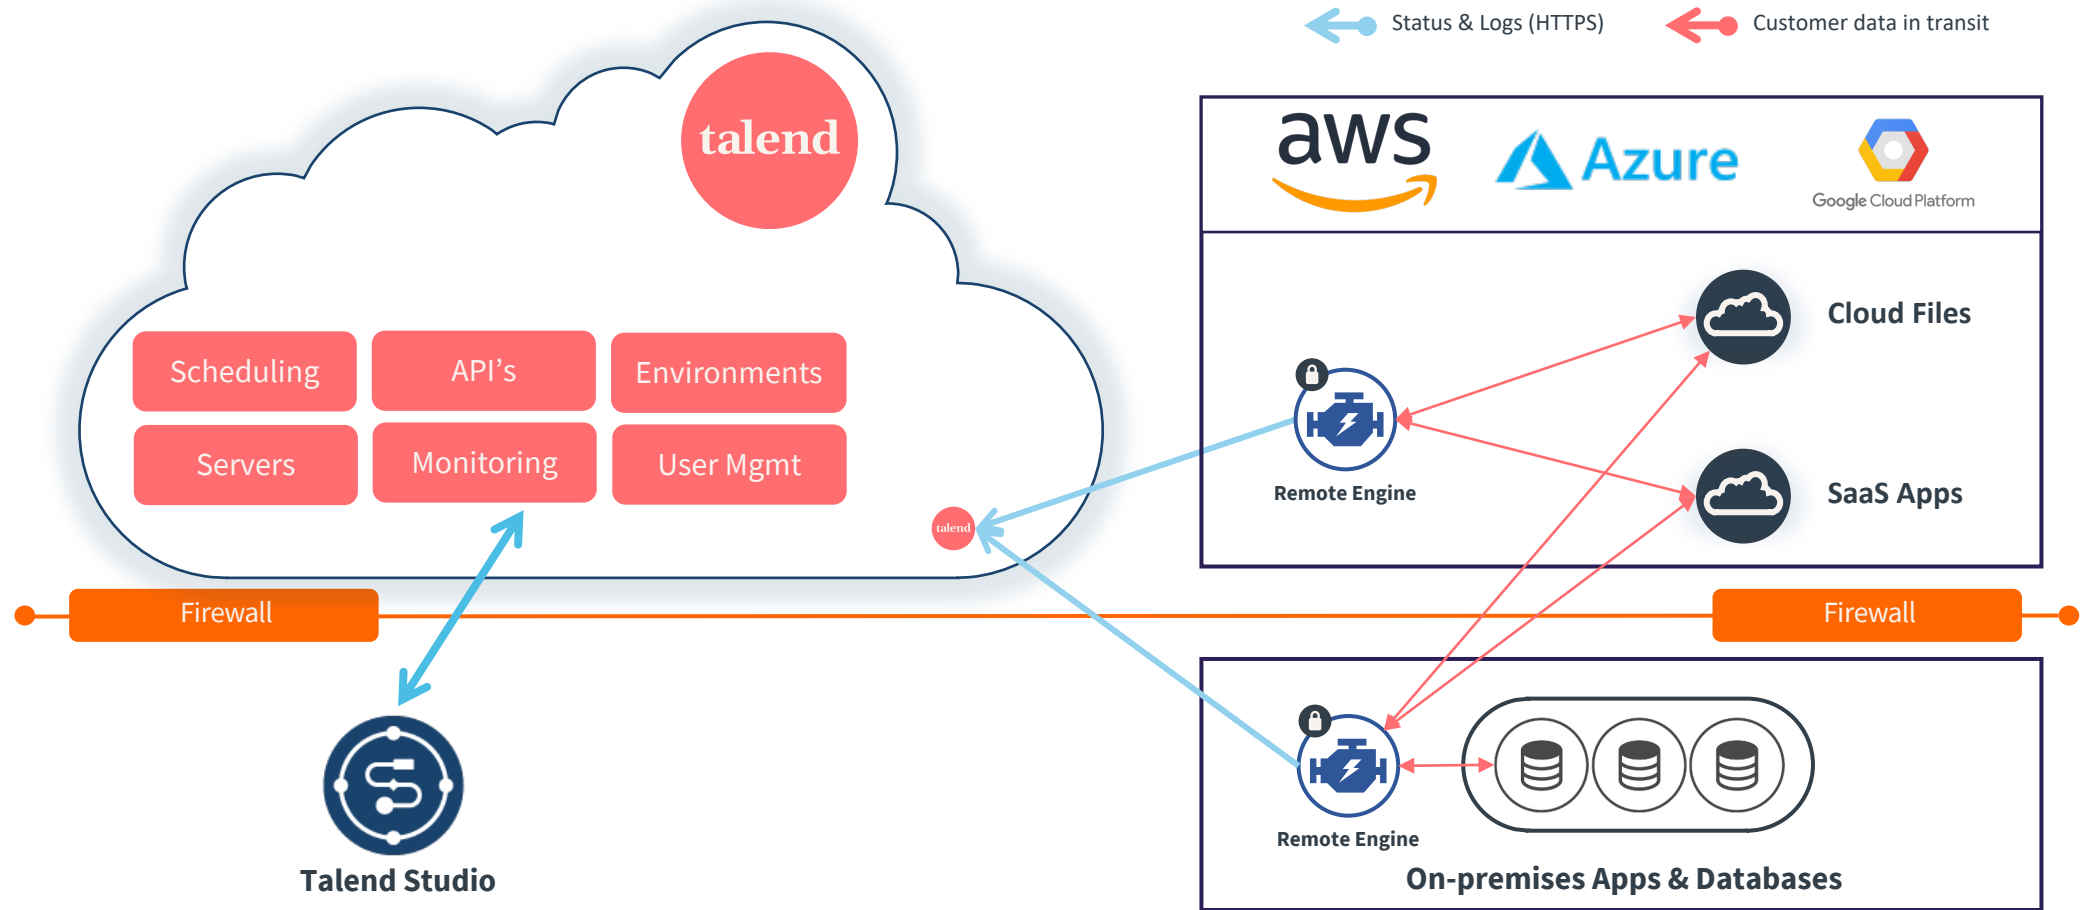 Status & Logs (HTTPS)
Customer data in transit
talend
aws
Azure
Google Cloud Platform
Scheduling
API's
Environments
Servers
Monitoring
User Mgmt
talend
Cloud Files
SaaS Apps
Remote Engine
Firewall
Firewall
Remote Engine
Talend Studio
On-premises Apps & Databases